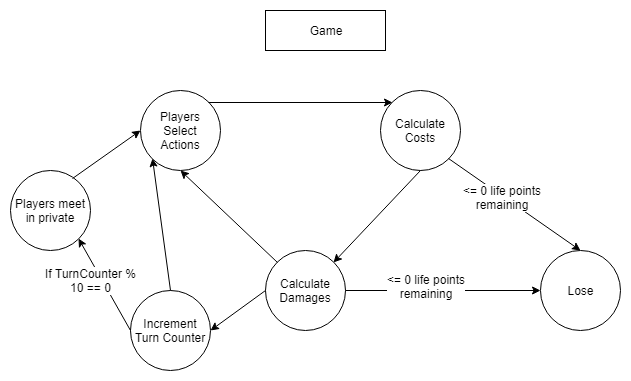 Game
Players
Select
Actions
Calculate
Costs
<= 0 life points
remaining
Players meet
in private
If TurnCounter %
10 == 0
Calculate
Damages
<= 0 life points
remaining
Lose
Increment
Turn Counter